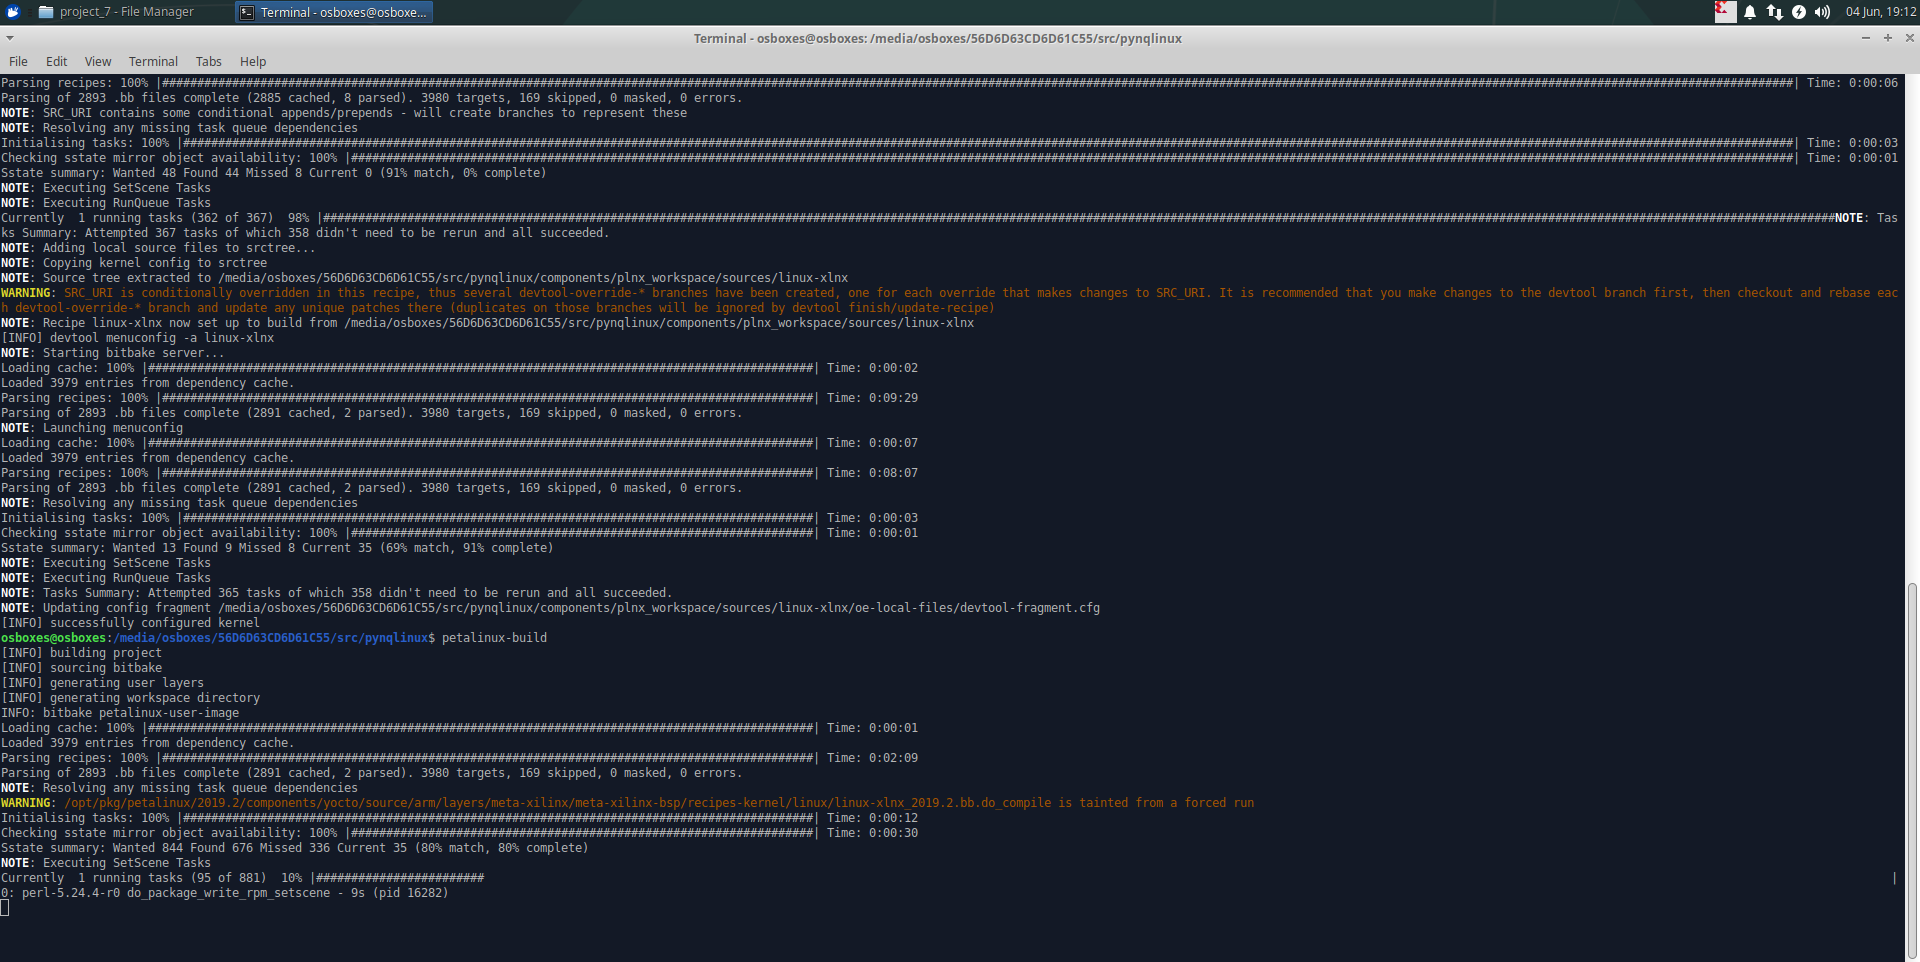 project_7 - File Manager
Terminal - osboxes@osboxe...
04 Jun, 19:12
Terminal - osboxes@osboxes: /media/osboxes/56D6D63CD6D61C55/src/pynqlinux
File Edit View Terminal Tabs Help
Parsing recipes: 100% |####| Time: 0:00:06
Parsing of 2893 .bb files complete (2885 cached, 8 parsed). 3980 targets, 169 skipped, 0 masked, 0 errors.
NOTE: SRC_URI contains some conditional appends/prepends - will create branches to represent these
NOTE: Resolving any missing task queue dependencies
Initialising tasks: 100% |####| Time: 0:00:03
Checking sstate mirror object availability: 100% |####| Time: 0:00:01
Sstate summary: Wanted 48 Found 44 Missed 8 Current 0 (91% match, 0% complete)
NOTE: Executing SetScene Tasks
NOTE: Executing RunQueue Tasks
Currently  1 running tasks (362 of 367)  98% |####NOTE: Tas
ks Summary: Attempted 367 tasks of which 358 didn't need to be rerun and all succeeded.
NOTE: Adding local source files to srctree...
NOTE: Copying kernel config to srctree
NOTE: Source tree extracted to /media/osboxes/56D6D63CD6D61C55/src/pynqlinux/components/plnx_workspace/sources/linux-xlnx
WARNING: SRC_URI is conditionally overridden in this recipe, thus several devtool-override-* branches have been created, one for each override that makes changes to SRC_URI. It is recommended that you make changes to the devtool branch first, then checkout and rebase eac
h devtool-override-* branch and update any unique patches there (duplicates on those branches will be ignored by devtool finish/update-recipe)
NOTE: Recipe linux-xlnx now set up to build from /media/osboxes/56D6D63CD6D61C55/src/pynqlinux/components/plnx_workspace/sources/linux-xlnx
[INFO] devtool menuconfig -a linux-xlnx
NOTE: Starting bitbake server...
Loading cache: 100% |####| Time: 0:00:02
Loaded 3979 entries from dependency cache.
Parsing recipes: 100% |####| Time: 0:09:29
Parsing of 2893 .bb files complete (2891 cached, 2 parsed). 3980 targets, 169 skipped, 0 masked, 0 errors.
NOTE: Launching menuconfig
Loading cache: 100% |####| Time: 0:00:07
Loaded 3979 entries from dependency cache.
Parsing recipes: 100% |####| Time: 0:08:07
Parsing of 2893 .bb files complete (2891 cached, 2 parsed). 3980 targets, 169 skipped, 0 masked, 0 errors.
NOTE: Resolving any missing task queue dependencies
Initialising tasks: 100% |####| Time: 0:00:03
Checking sstate mirror object availability: 100% |####| Time: 0:00:01
Sstate summary: Wanted 13 Found 9 Missed 8 Current 35 (69% match, 91% complete)
NOTE: Executing SetScene Tasks
NOTE: Executing RunQueue Tasks
NOTE: Tasks Summary: Attempted 365 tasks of which 358 didn't need to be rerun and all succeeded.
NOTE: Updating config fragment /media/osboxes/56D6D63CD6D61C55/src/pynqlinux/components/plnx_workspace/sources/linux-xlnx/oe-local-files/devtool-fragment.cfg
[INFO] successfully configured kernel
osboxes@osboxes:/media/osboxes/56D6D63CD6D61C55/src/pynqlinux$ petalinux-build
[INFO] building project
[INFO] sourcing bitbake
[INFO] generating user layers
[INFO] generating workspace directory
INFO: bitbake petalinux-user-image
Loading cache: 100% |####| Time: 0:00:01
Loaded 3979 entries from dependency cache.
Parsing recipes: 100% |####| Time: 0:02:09
Parsing of 2893 .bb files complete (2891 cached, 2 parsed). 3980 targets, 169 skipped, 0 masked, 0 errors.
NOTE: Resolving any missing task queue dependencies
WARNING: /opt/pkg/petalinux/2019.2/components/yocto/source/arm/layers/meta-xilinx/meta-xilinx-bsp/recipes-kernel/linux/linux-xlnx_2019.2.bb.do_compile is tainted from a forced run
Initialising tasks: 100% |####| Time: 0:00:12
Checking sstate mirror object availability: 100% |####| Time: 0:00:30
Sstate summary: Wanted 844 Found 676 Missed 336 Current 35 (80% match, 80% complete)
NOTE: Executing SetScene Tasks
Currently  1 running tasks (95 of 881)  10% |######################## |
0: perl-5.24.4-r0 do_package_write_rpm_setscene - 9s (pid 16282)